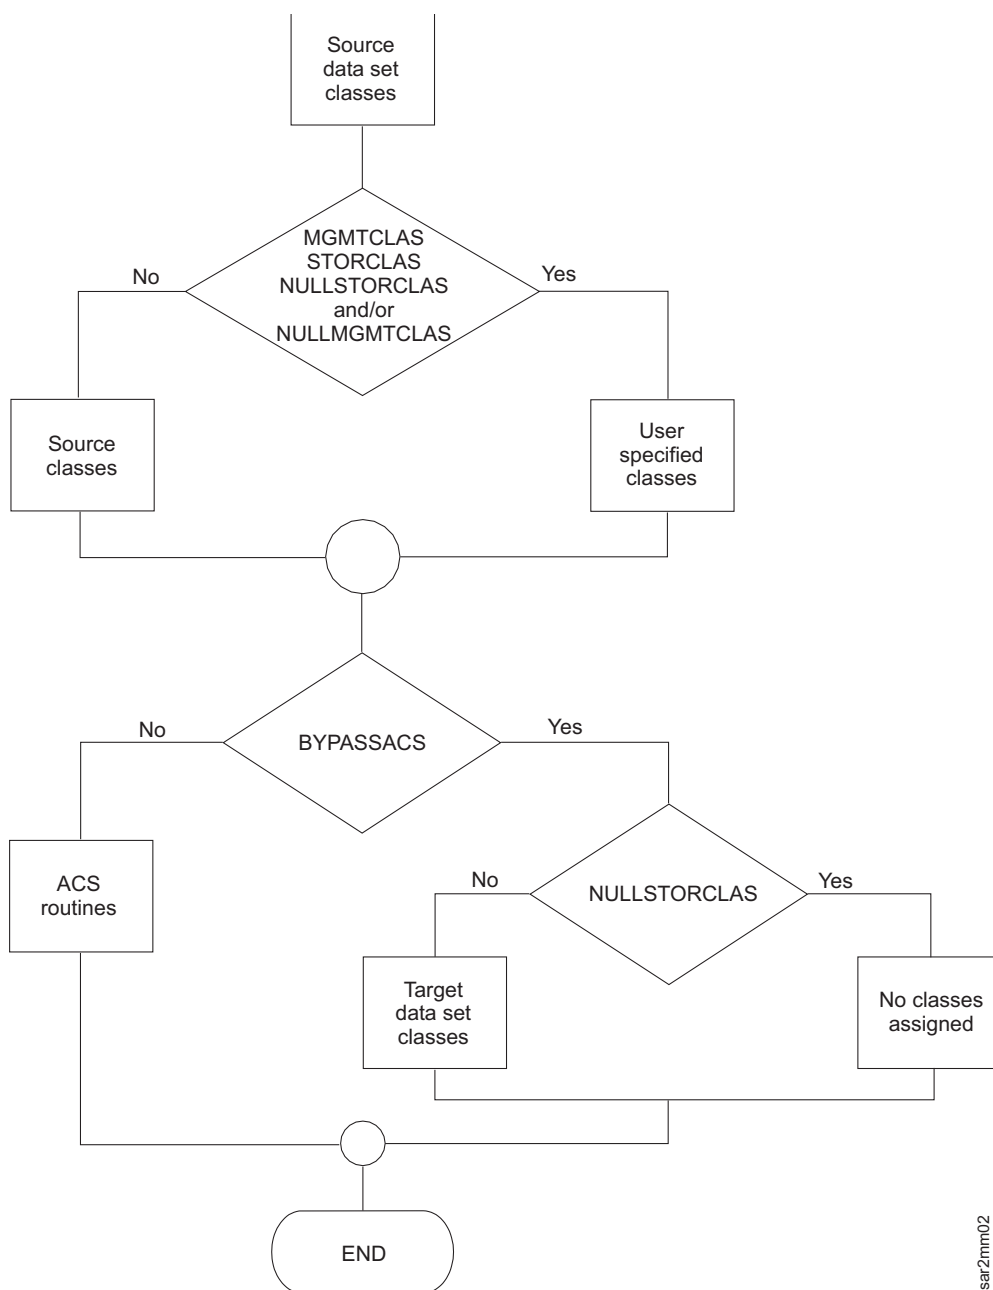 Source
data set
classes
MGMTCLAS
STORCLAS
NULLSTORCLAS
and/or
NULLMGMTCLAS
No
Yes
Source
classes
User
specified
classes
BYPASSACS
No
Yes
ACS
routines
NULLSTORCLAS
No
Yes
Target
data set
classes
No classes
assigned
END
sar2mm02